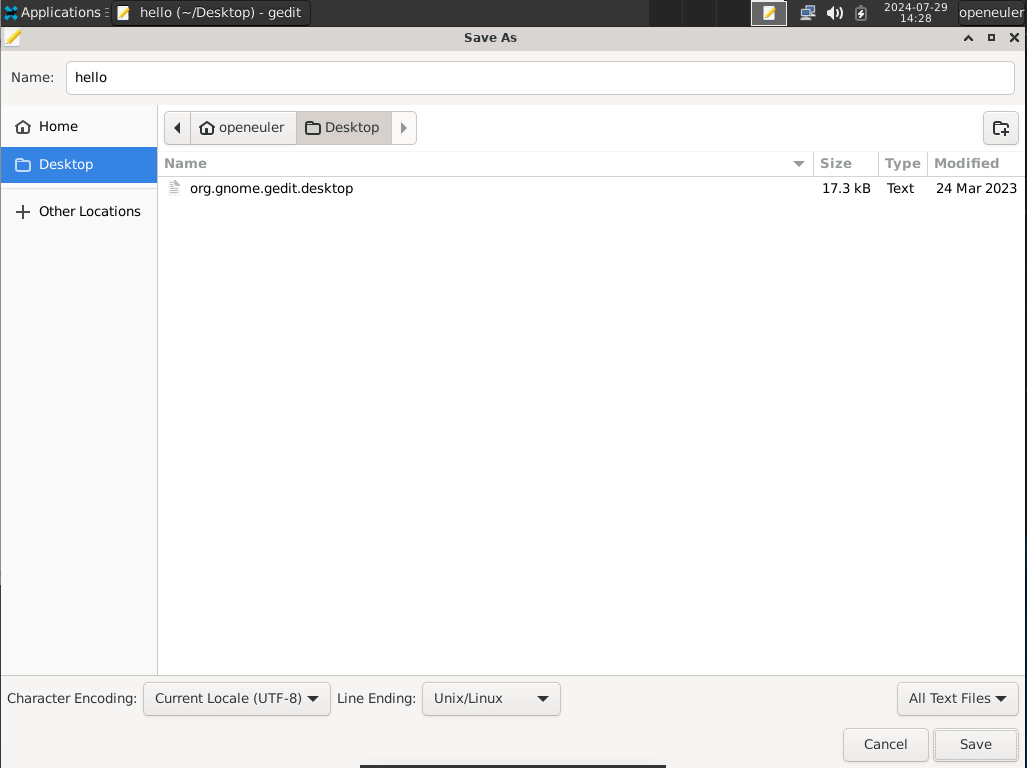 Applications
hello (~/Desktop) - gedit
2024-07-29
14:28
openeuler
Save As
Name:
hello
Home
Desktop
Other Locations
openeuler
Desktop
Name
Size
Type
Modified
org.gnome.gedit.desktop
17.3 kB
Text
24 Mar 2023
Character Encoding:
Current Locale (UTF-8)
Line Ending:
Unix/Linux
All Text Files
Cancel
Save